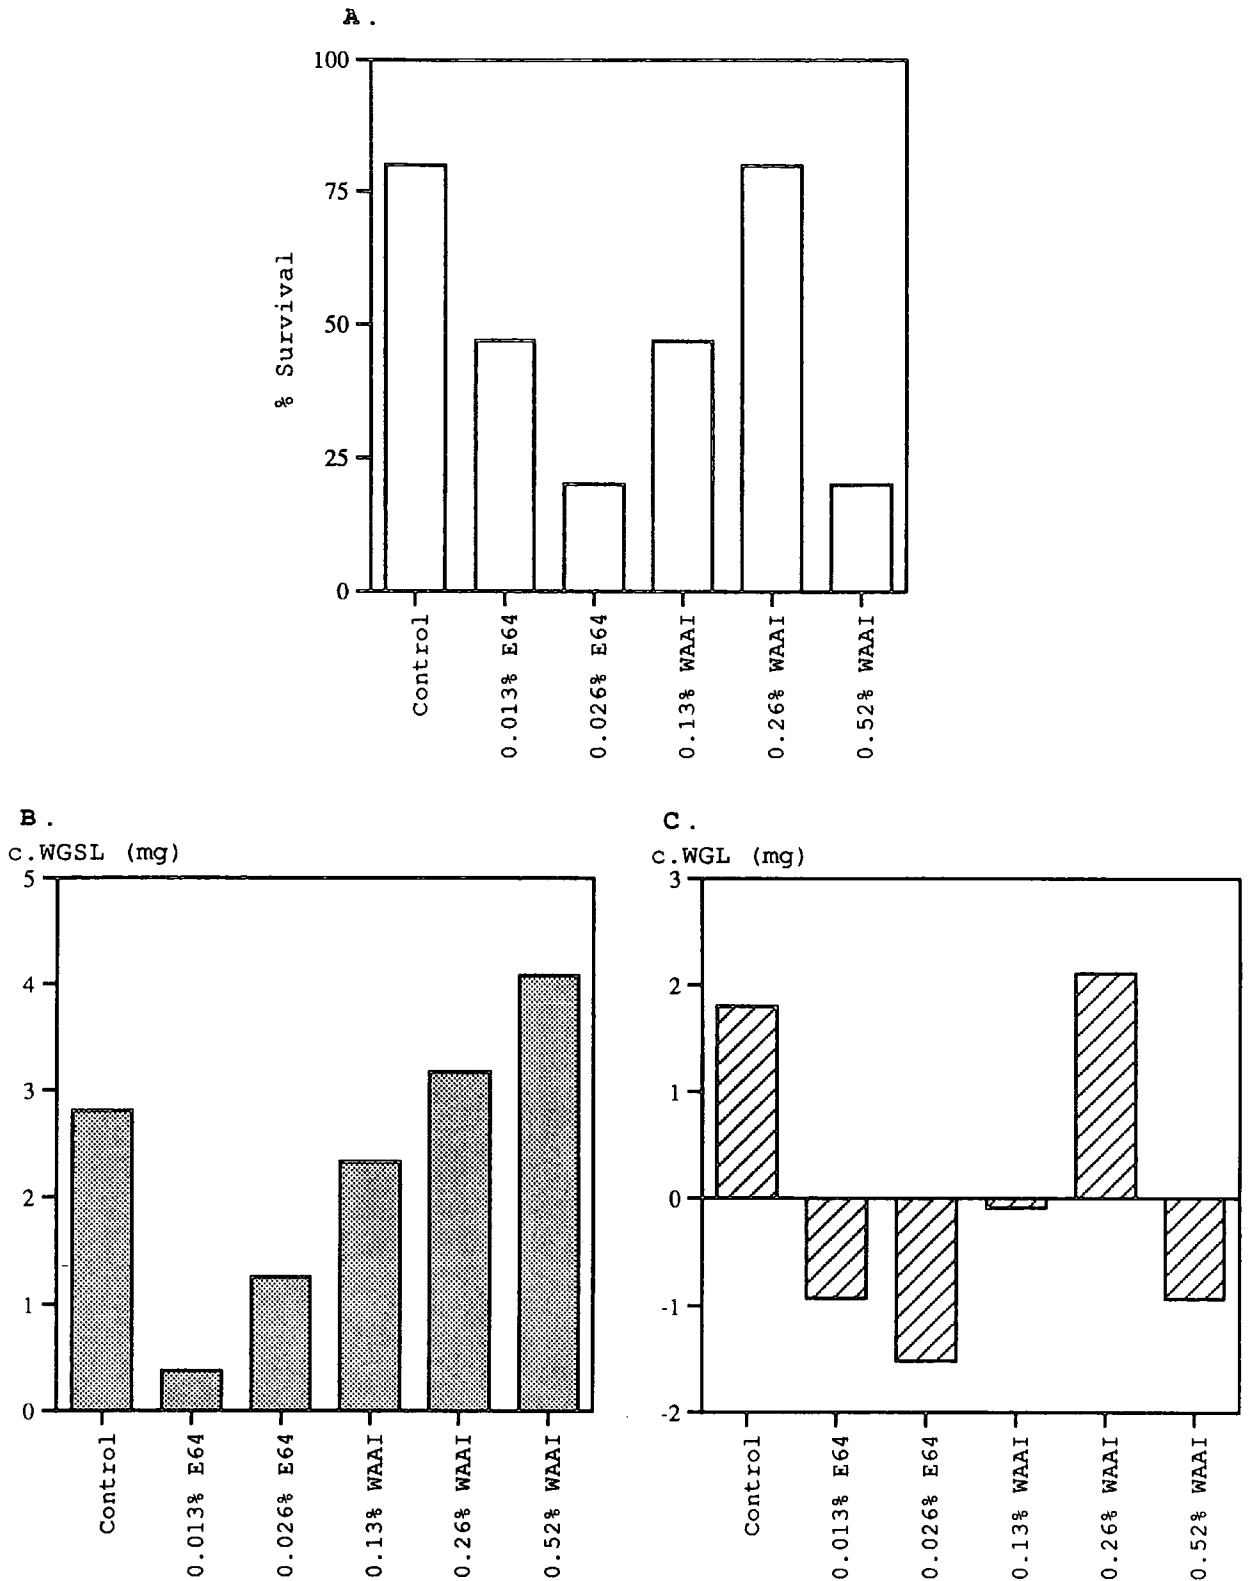 A.
100
75
50
25
0
% Survival
Control
0.013% E64
0.026% E64
0.13% WAAI
0.26% WAAI
0.52% WAAI
B.
c.WGSL (mg)
5
4
3
2
1
0
Control
0.013% E64
0.026% E64
0.13% WAAI
0.26% WAAI
0.52% WAAI
C.
c.WGL (mg)
3
2
1
0
-1
-2
Control
0.013% E64
0.026% E64
0.13% WAAI
0.26% WAAI
0.52% WAAI